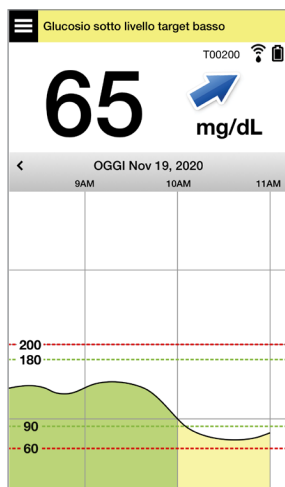 Glucosio sotto livello target basso
T00200
65
mg/dL
OGGI Nov 19, 2020
9AM 10AM 11AM
200
180
90
60